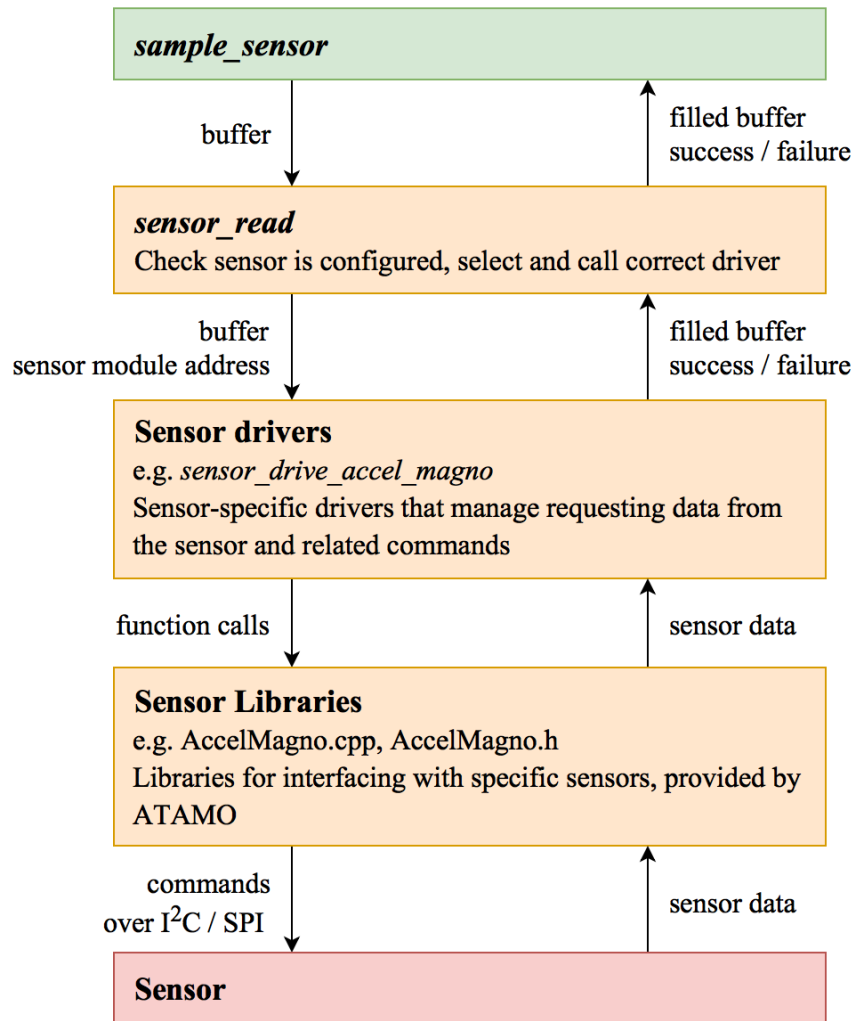 sample_sensor
buffer
filled buffer
success / failure
sensor_read
Check sensor is configured, select and call correct driver
buffer
sensor module address
filled buffer
success / failure
Sensor drivers
e.g. sensor_drive_accel_magno
Sensor-specific drivers that manage requesting data from
the sensor and related commands
function calls
sensor data
Sensor Libraries
e.g. AccelMagno.cpp, AccelMagno.h
Libraries for interfacing with specific sensors, provided by
ATAMO
commands
over I²C / SPI
sensor data
Sensor